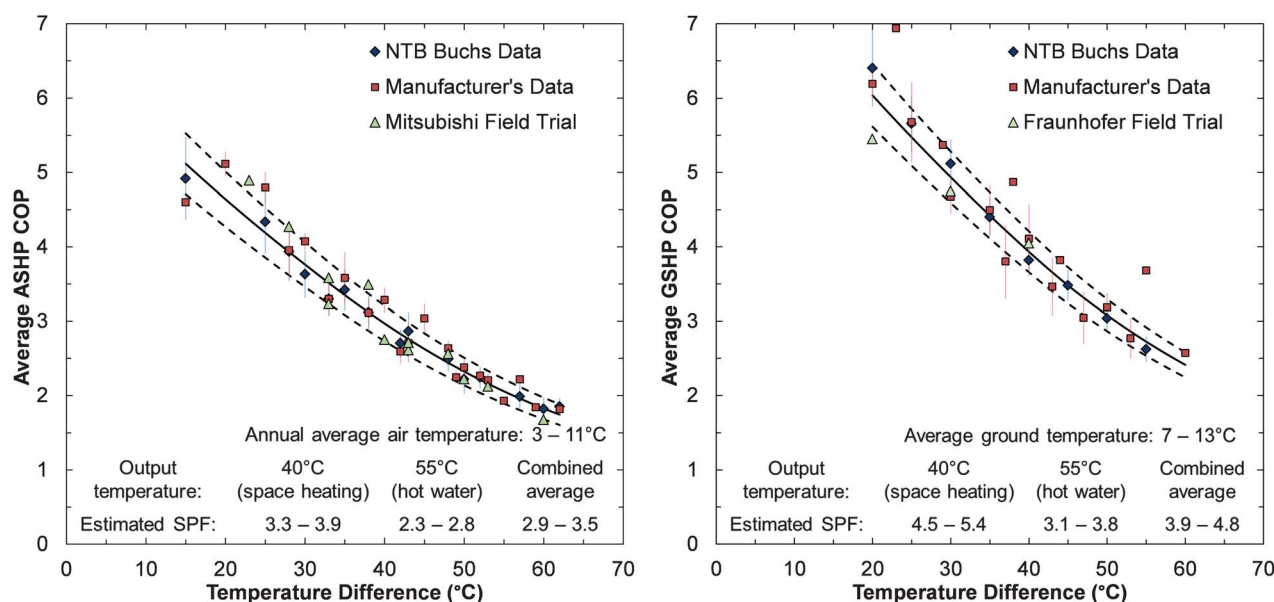 7
6
5
4
3
2
1
0
Average ASHP COP
NTB Buchs Data
Manufacturer's Data
Mitsubishi Field Trial
Annual average air temperature: 3 – 11°C
Output temperature:
40°C (space heating)
55°C (hot water)
Combined average
Estimated SPF: 3.3 – 3.9 2.3 – 2.8 2.9 – 3.5
0 10 20 30 40 50 60 70
Temperature Difference (°C)
7
6
5
4
3
2
1
0
Average GSHP COP
NTB Buchs Data
Manufacturer's Data
Fraunhofer Field Trial
Average ground temperature: 7 – 13°C
Output temperature:
40°C (space heating)
55°C (hot water)
Combined average
Estimated SPF: 4.5 – 5.4 3.1 – 3.8 3.9 – 4.8
0 10 20 30 40 50 60 70
Temperature Difference (°C)